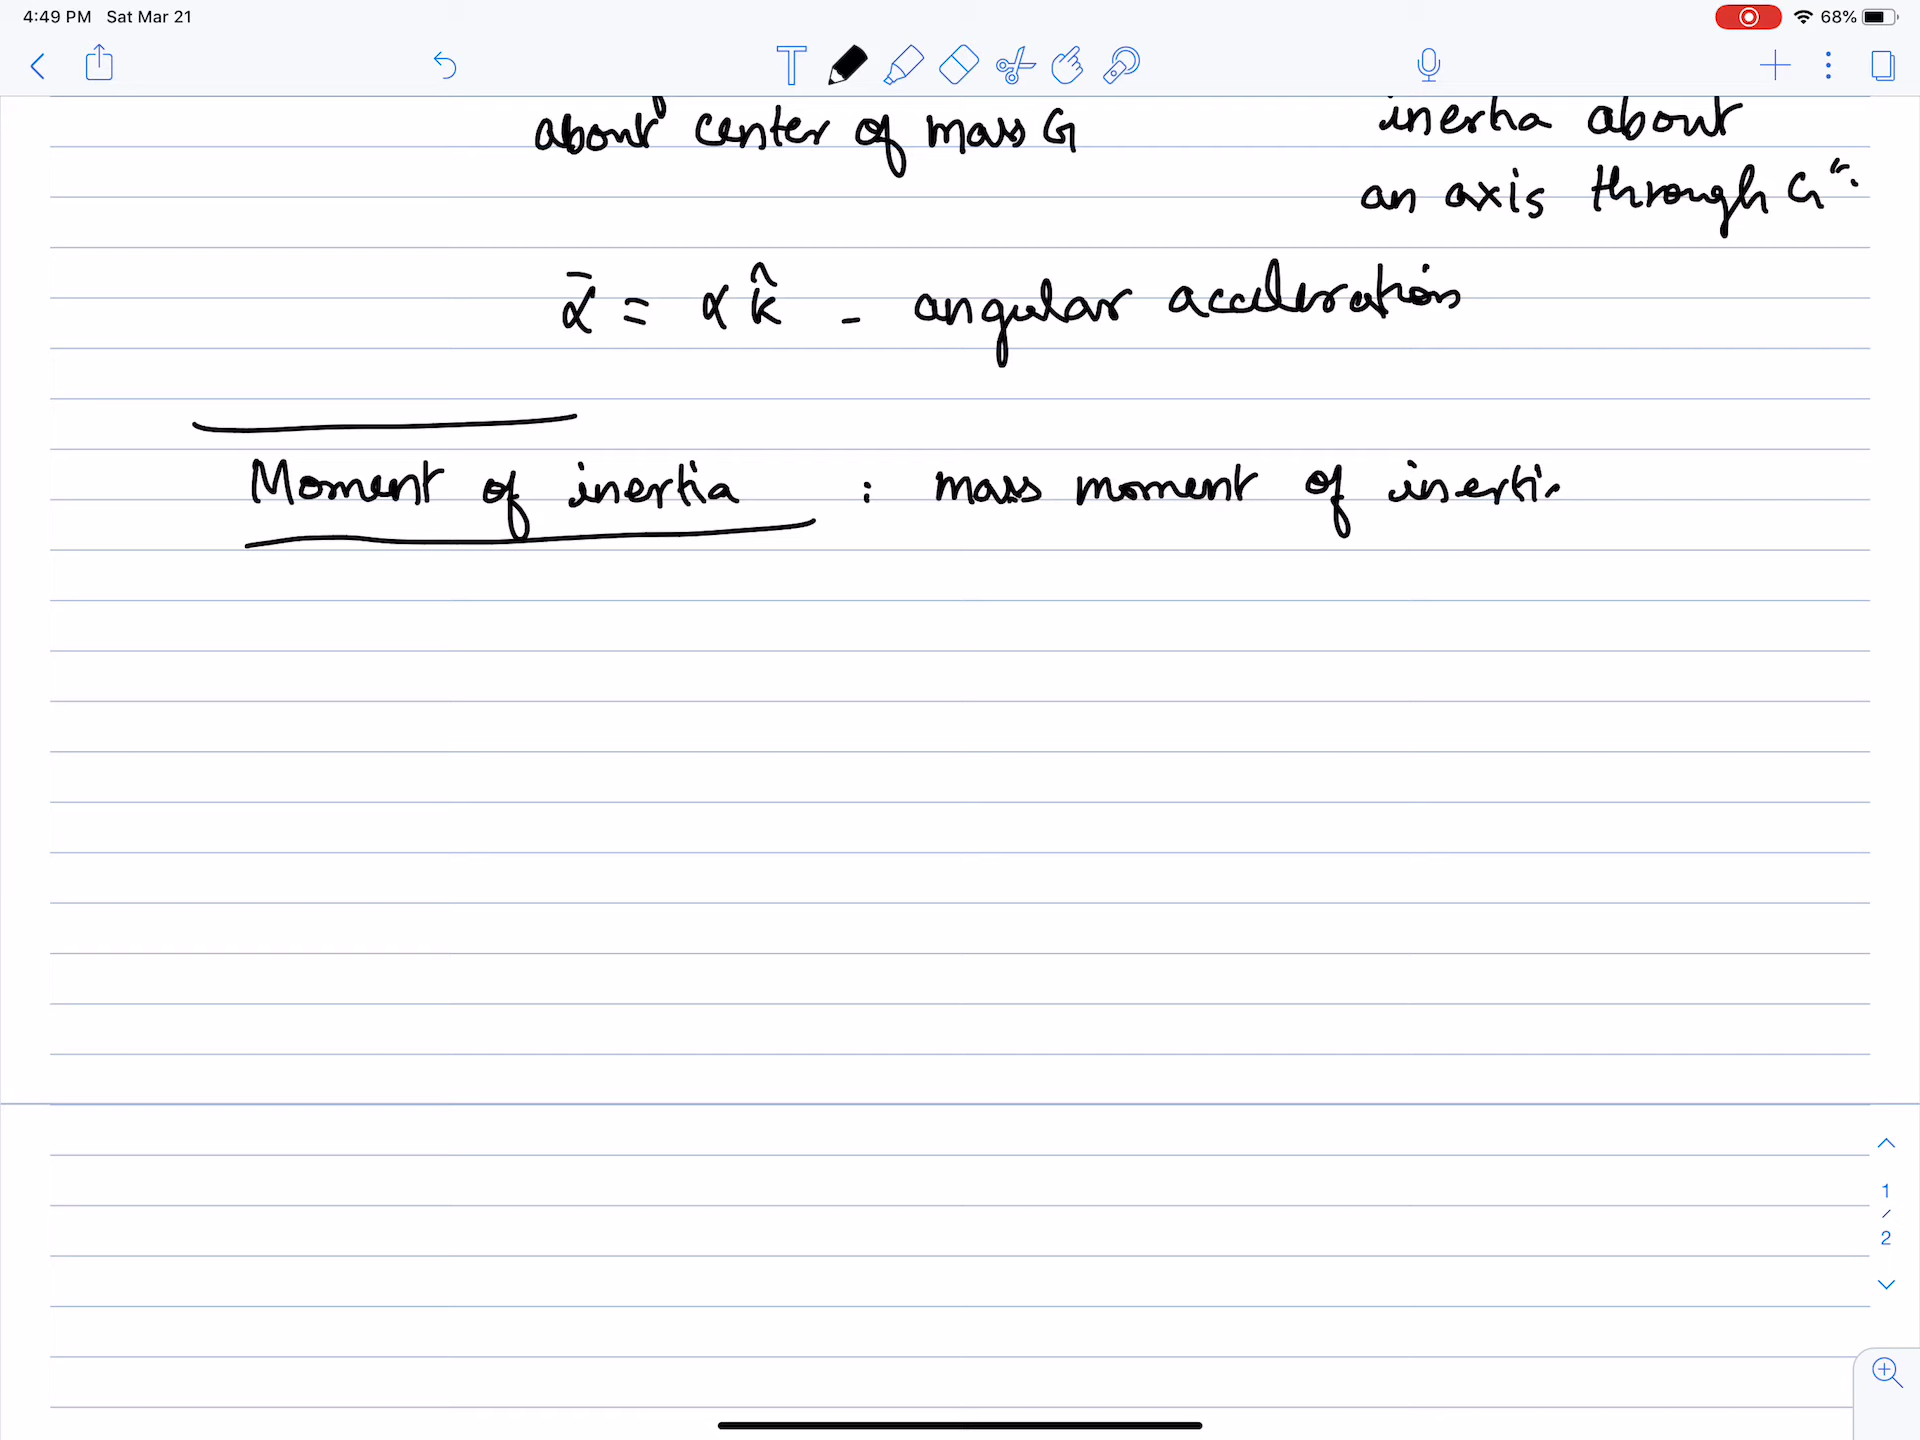 4:49 PM Sat Mar 21
68%
T
about center of mass G
inertia about
an axis through G".
ᾱ = α k̂ - angular acceleration
Moment of inertia : mass moment of inerti
1
/
2